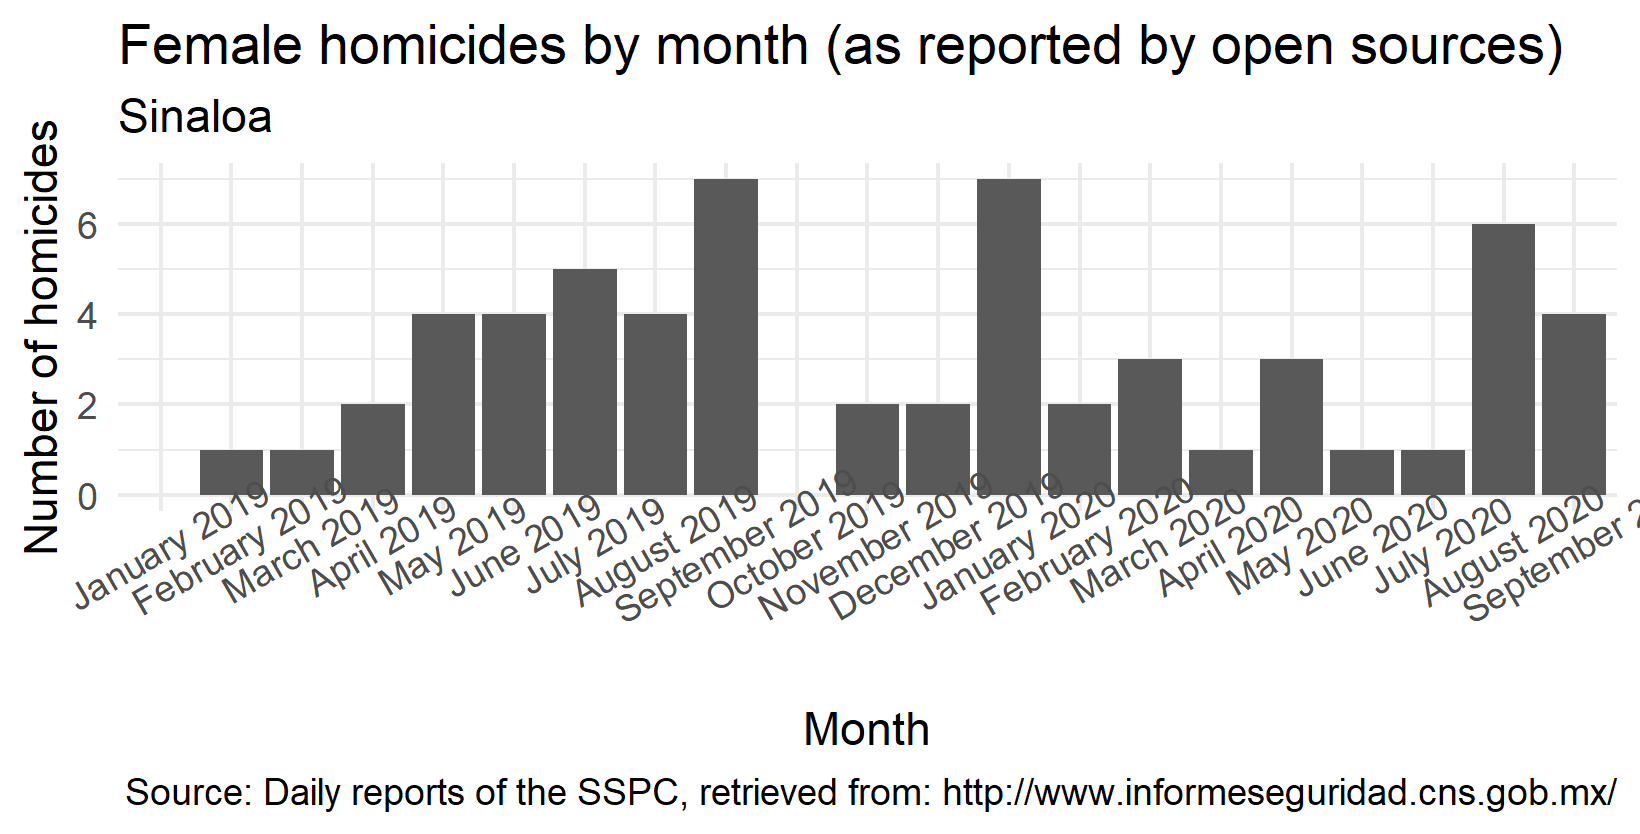 Female homicides by month (as reported by open sources)
Sinaloa
Number of homicides
6
4
2
0
January 2019
February 2019
March 2019
April 2019
May 2019
June 2019
July 2019
August 2019
September 2019
October 2019
November 2019
December 2019
January 2020
February 2020
March 2020
April 2020
May 2020
June 2020
July 2020
August 2020
September 2
Month
Source: Daily reports of the SSPC, retrieved from: http://www.informeseguridad.cns.gob.mx/